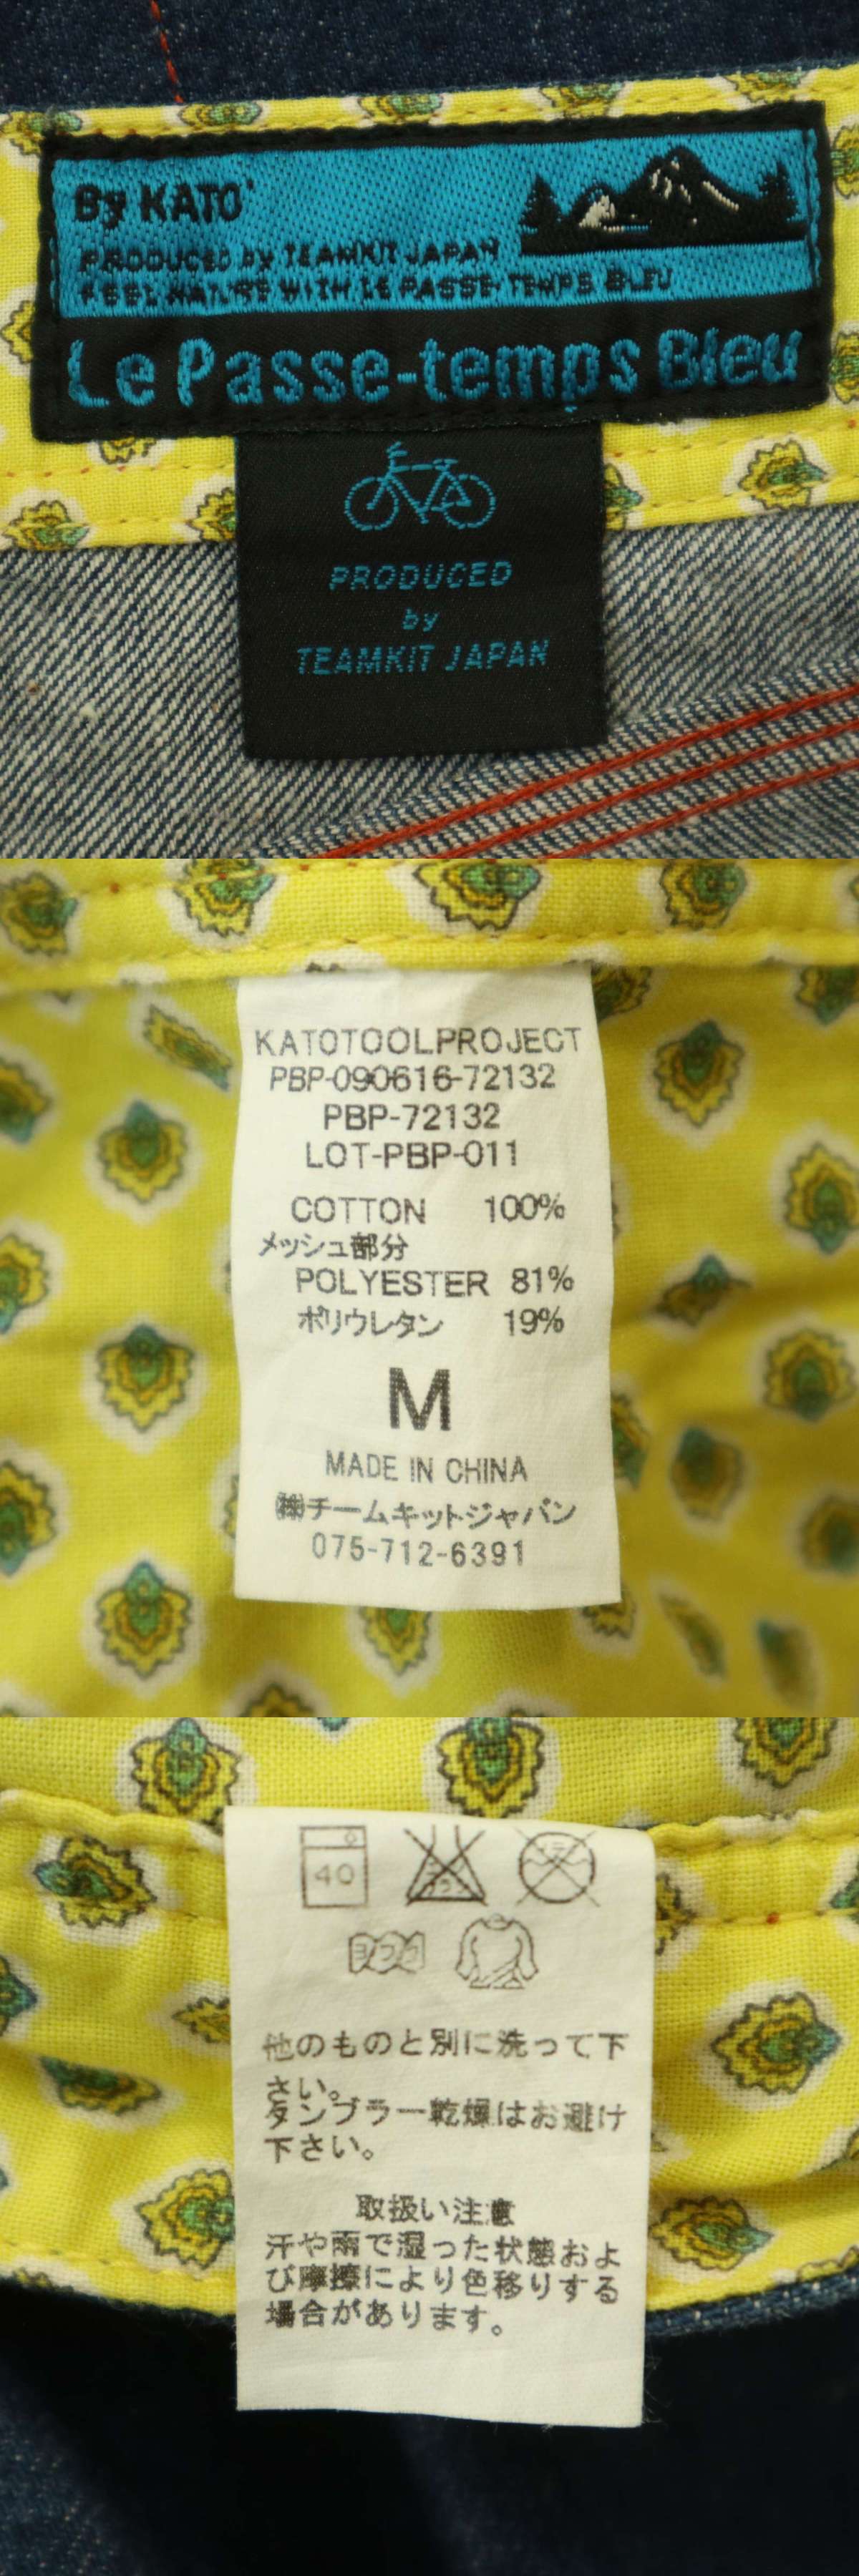 By KATO'
PRODUCED by TEAMKIT JAPAN
FEEL NATURE WITH LE PASSE-TEMPS BLEU
Le Passe-temps Bleu
PRODUCED
by
TEAMKIT JAPAN
KATOTOOLPROJECT
PBP-090616-72132
PBP-72132
LOT-PBP-011
COTTON 100%
メッシュ部分
POLYESTER 81%
ポリウレタン 19%
M
MADE IN CHINA
㈱チームキットジャパン
075-712-6391
40
ヨワク
他のものと別に洗って下
さい。
タンブラー乾燥はお避け
下さい。
取扱い注意
汗や雨で湿った状態およ
び摩擦により色移りする
場合があります。